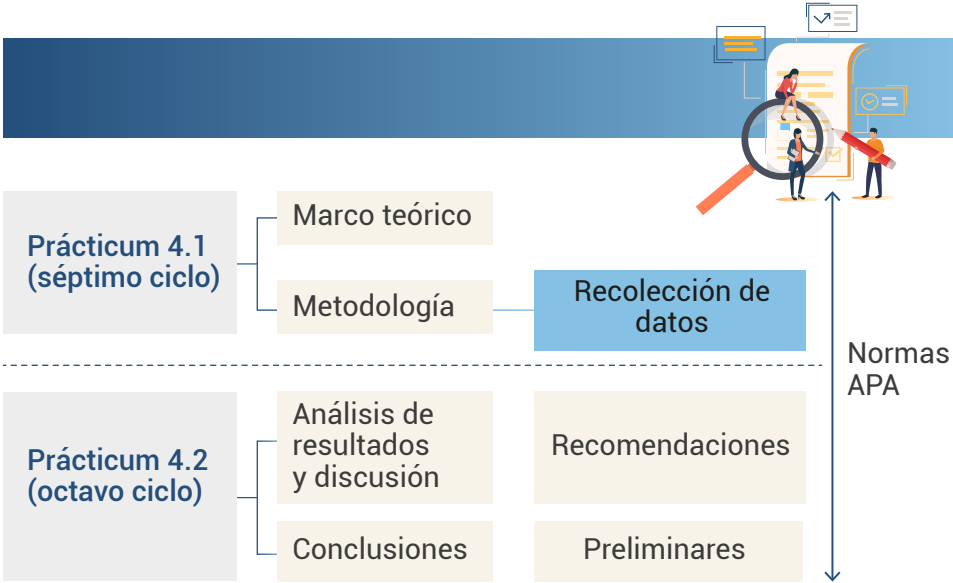 Prácticum 4.1
(séptimo ciclo)
Marco teórico
Metodología
Recolección de
datos
Normas
APA
Prácticum 4.2
(octavo ciclo)
Análisis de
resultados
y discusión
Recomendaciones
Conclusiones
Preliminares